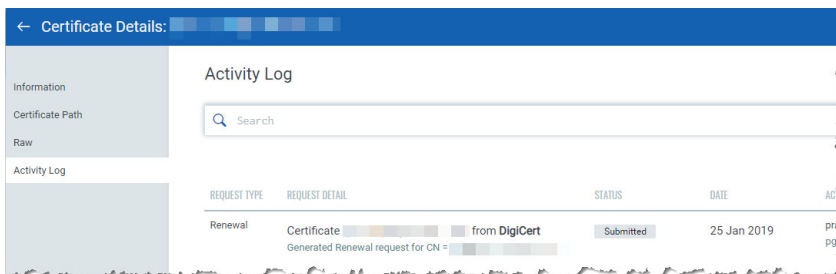 ← Certificate Details:
Information
Certificate Path
Raw
Activity Log
Activity Log
Search
REQUEST TYPE REQUEST DETAIL STATUS DATE
Renewal Certificate from DigiCert Submitted 25 Jan 2019
Generated Renewal request for CN =